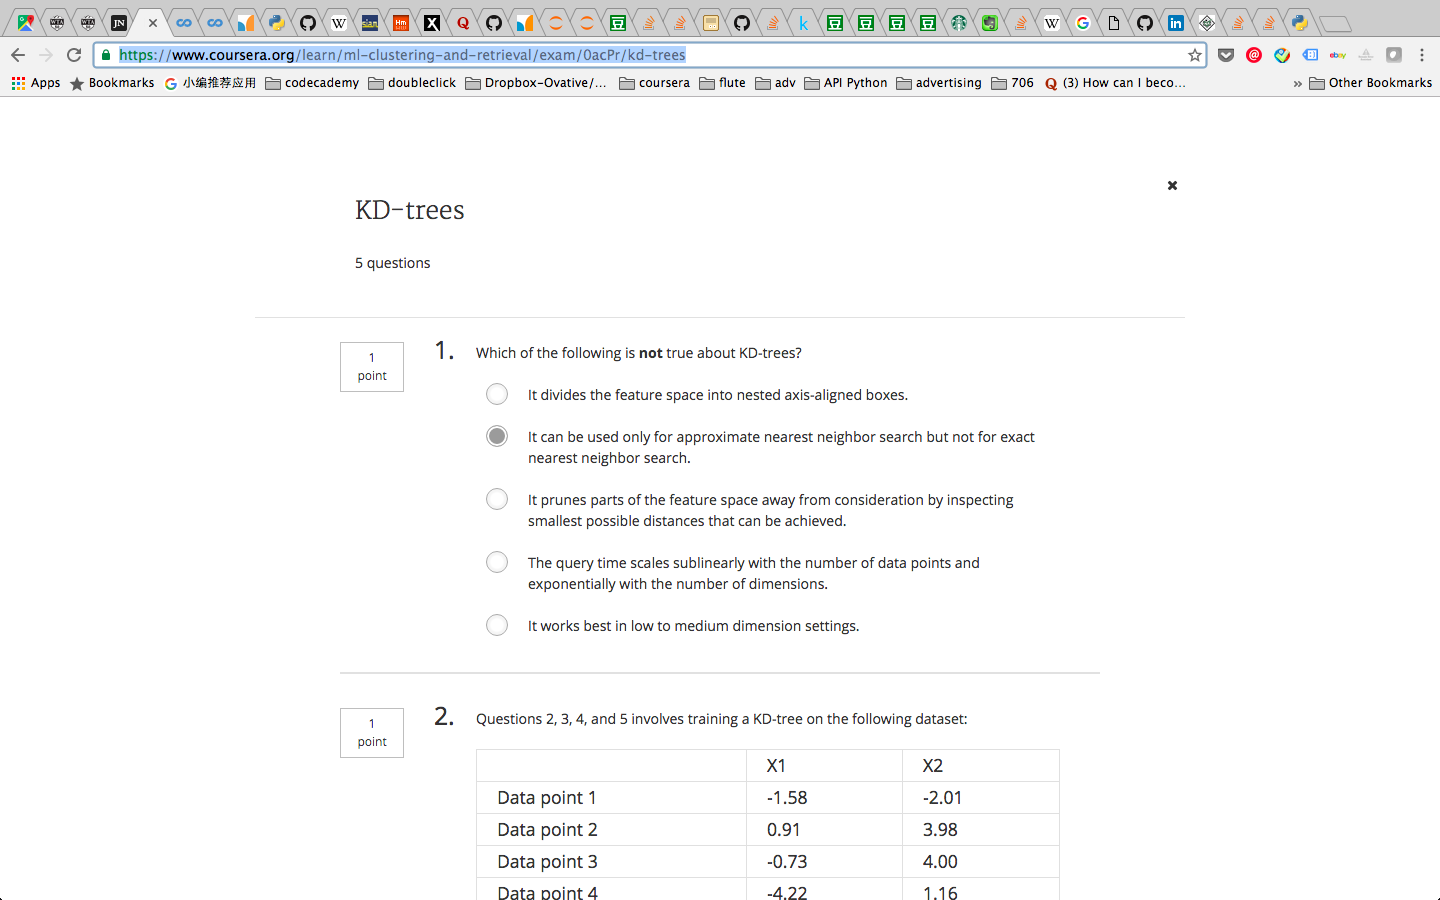 https://www.coursera.org/learn/ml-clustering-and-retrieval/exam/0acPr/kd-trees
Apps Bookmarks 小编推荐应用 codecademy doubleclick Dropbox-Ovative/... coursera flute adv API Python advertising 706 (3) How can I beco... » Other Bookmarks
KD-trees
5 questions
1
point
1. Which of the following is not true about KD-trees?
It divides the feature space into nested axis-aligned boxes.
It can be used only for approximate nearest neighbor search but not for exact
nearest neighbor search.
It prunes parts of the feature space away from consideration by inspecting
smallest possible distances that can be achieved.
The query time scales sublinearly with the number of data points and
exponentially with the number of dimensions.
It works best in low to medium dimension settings.
1
point
2. Questions 2, 3, 4, and 5 involves training a KD-tree on the following dataset:
X1 X2
Data point 1 -1.58 -2.01
Data point 2 0.91 3.98
Data point 3 -0.73 4.00
Data point 4 -4.22 1.16